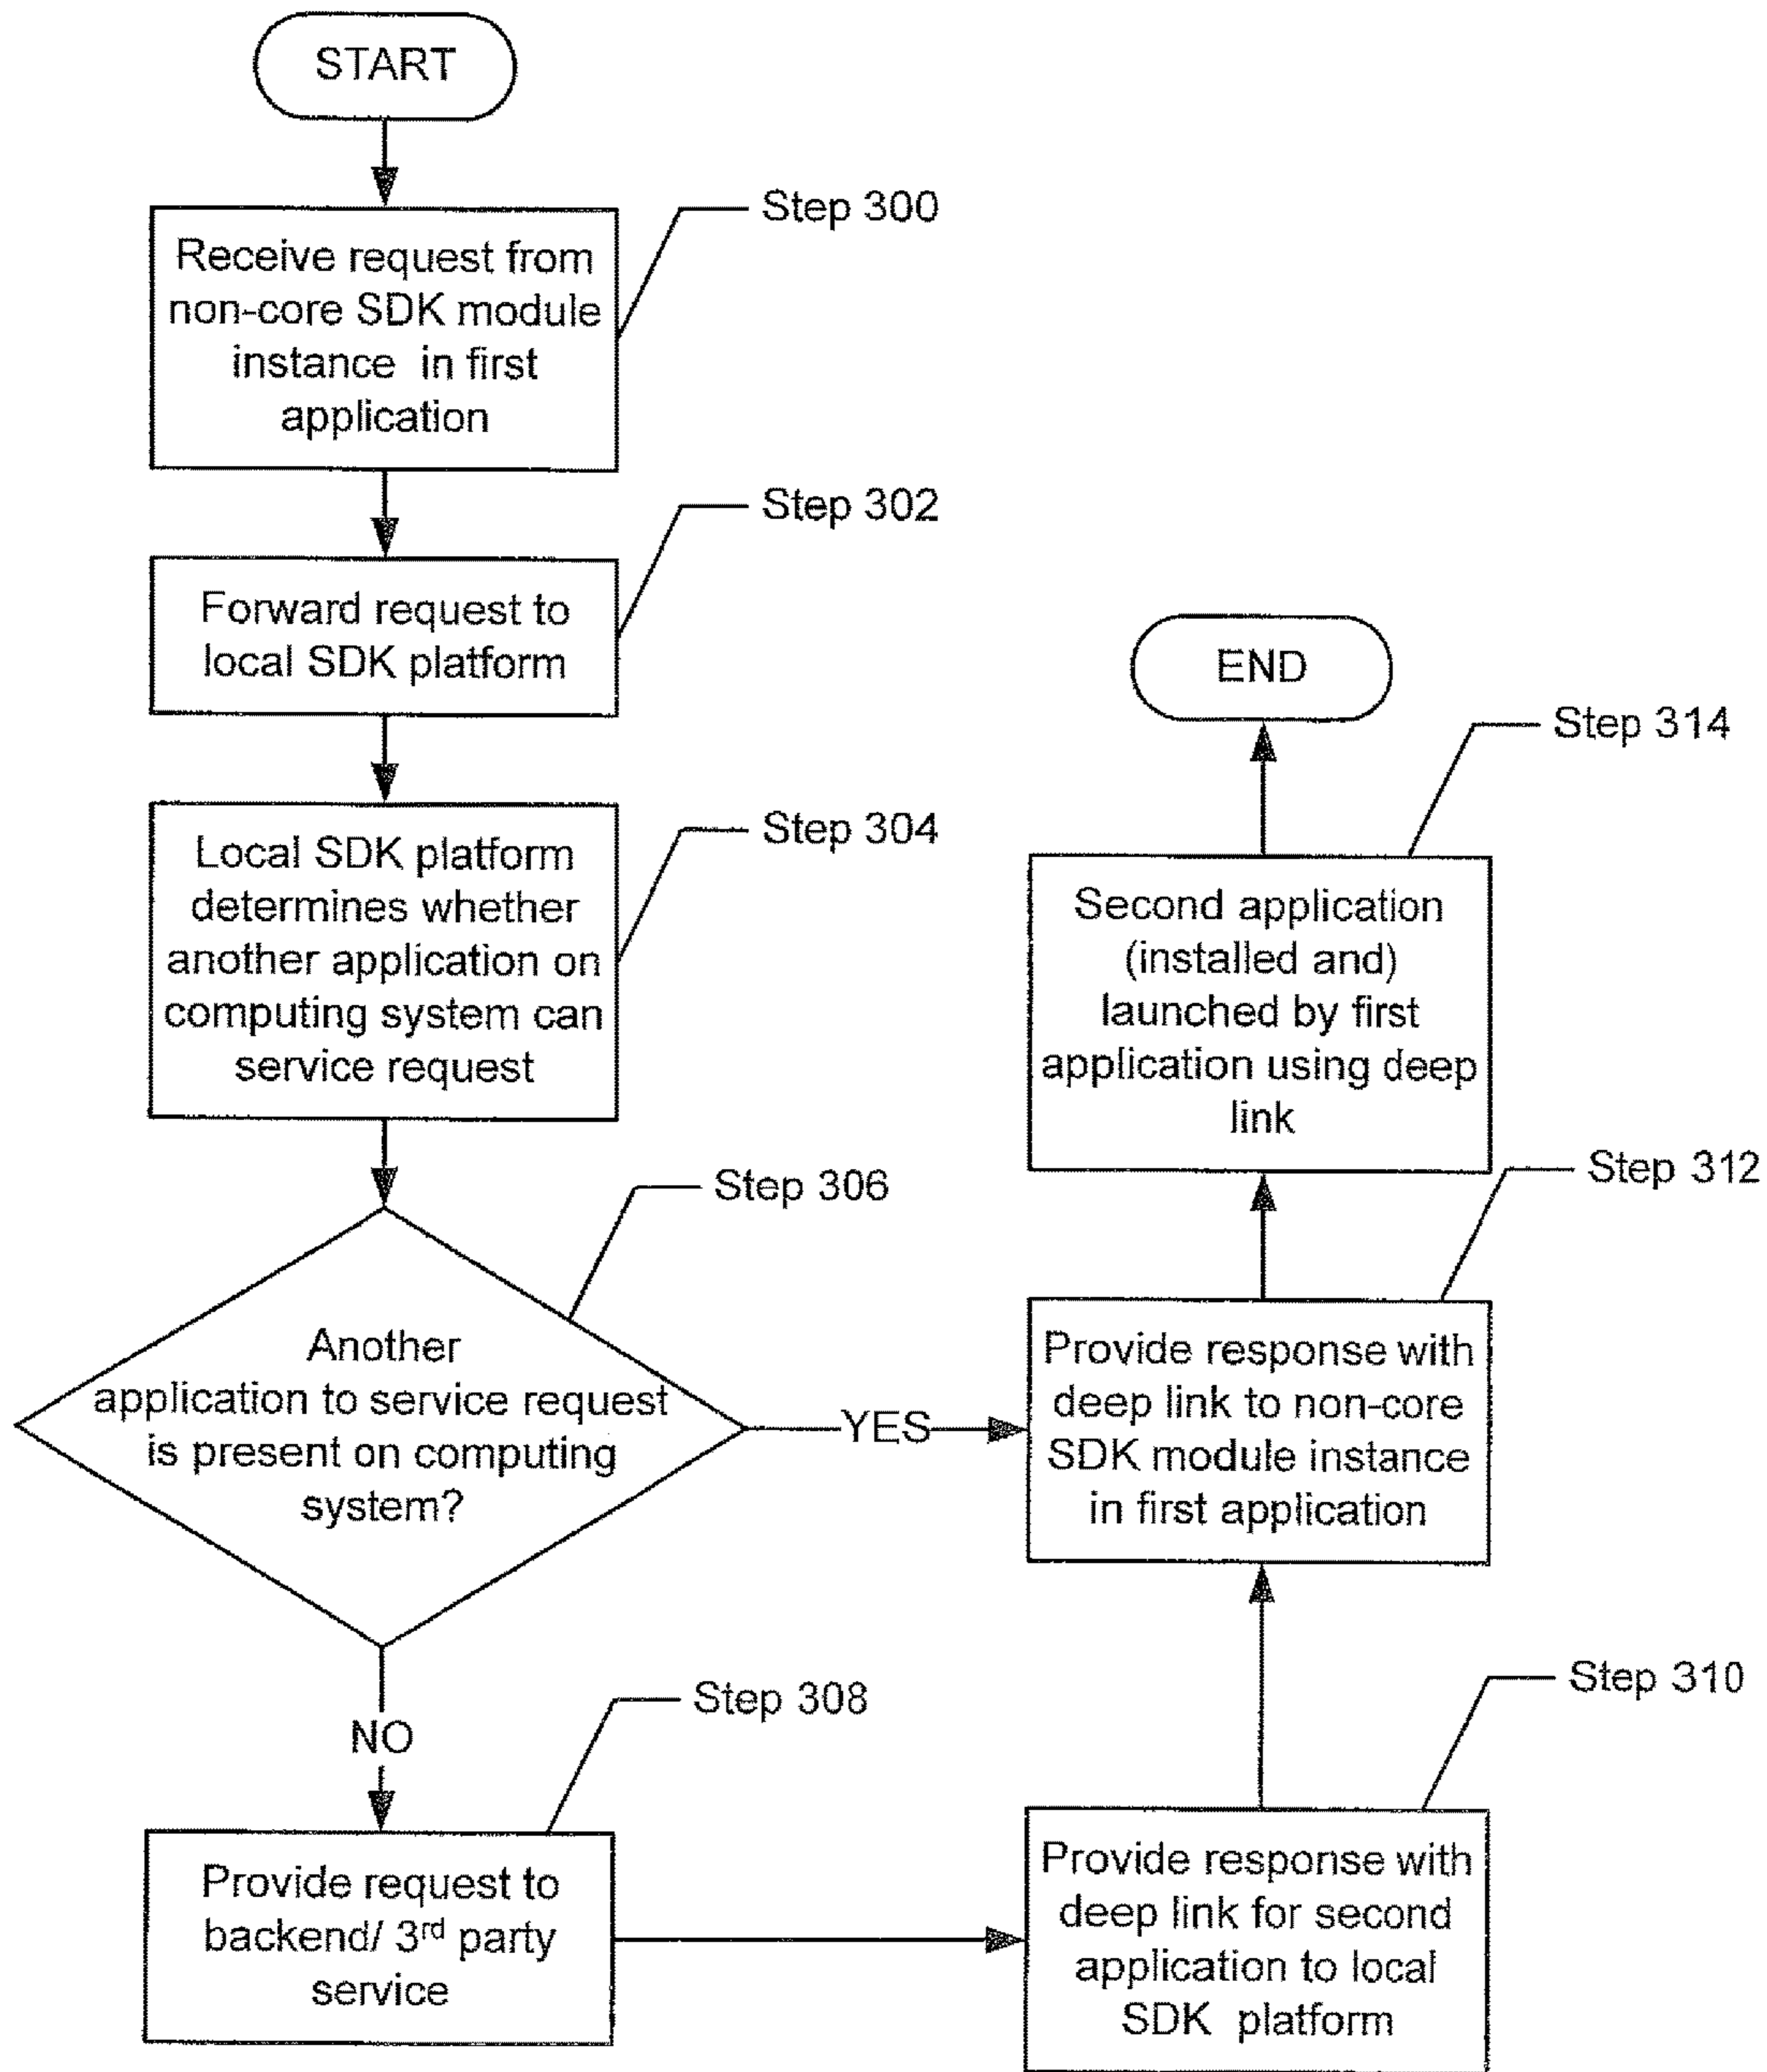 START
Step 300
Receive request from
non-core SDK module
instance in first
application
Step 302
Forward request to
local SDK platform
Step 304
Local SDK platform
determines whether
another application on
computing system can
service request
Step 306
Another
application to service request
is present on computing
system?
YES
NO
Step 308
Provide request to
backend/ 3rd party
service
Step 310
Provide response with
deep link for second
application to local
SDK platform
Step 312
Provide response with
deep link to non-core
SDK module instance
in first application
Step 314
Second application
(installed and)
launched by first
application using deep
link
END